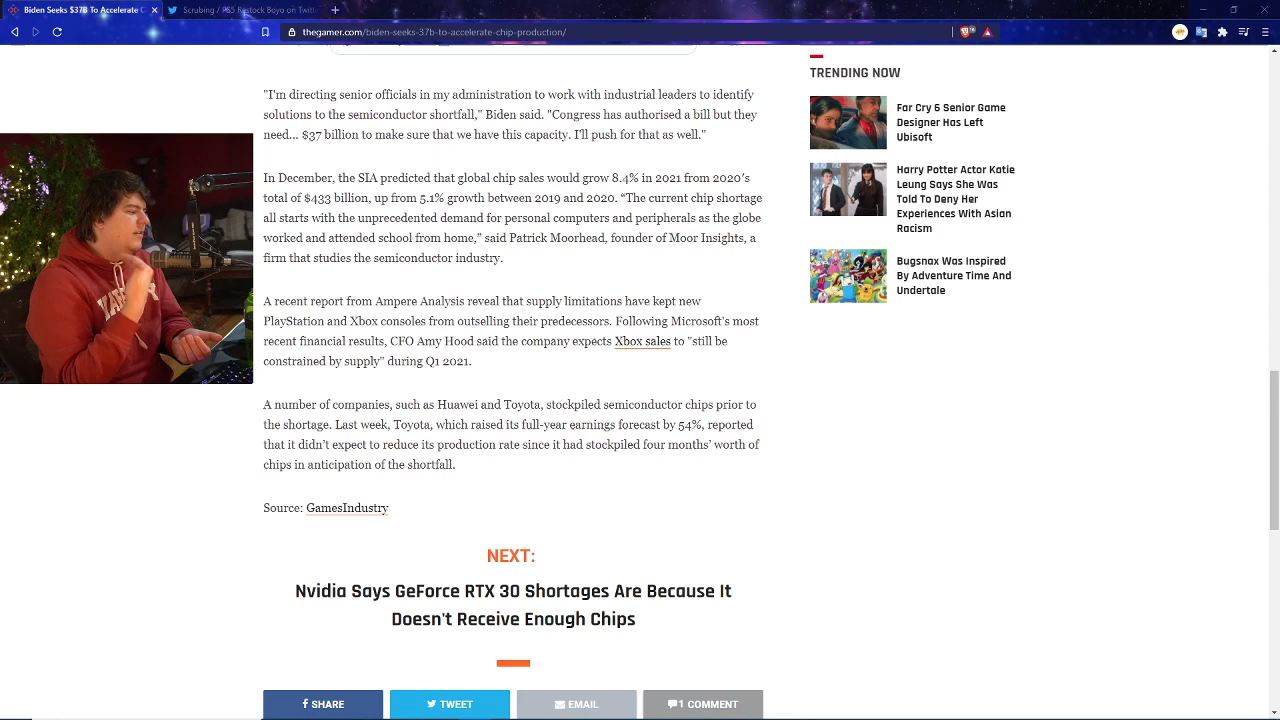 Biden Seeks $37B To Accelerate C
Scrubing / PS5 Restock Boyo on Twitt
thegamer.com/biden-seeks-37b-to-accelerate-chip-production/
"I'm directing senior officials in my administration to work with industrial leaders to identify
solutions to the semiconductor shortfall," Biden said. "Congress has authorised a bill but they
need... $37 billion to make sure that we have this capacity. I'll push for that as well."
In December, the SIA predicted that global chip sales would grow 8.4% in 2021 from 2020's
total of $433 billion, up from 5.1% growth between 2019 and 2020. “The current chip shortage
all starts with the unprecedented demand for personal computers and peripherals as the globe
worked and attended school from home,” said Patrick Moorhead, founder of Moor Insights, a
firm that studies the semiconductor industry.
A recent report from Ampere Analysis reveal that supply limitations have kept new
PlayStation and Xbox consoles from outselling their predecessors. Following Microsoft's most
recent financial results, CFO Amy Hood said the company expects Xbox sales to "still be
constrained by supply" during Q1 2021.
A number of companies, such as Huawei and Toyota, stockpiled semiconductor chips prior to
the shortage. Last week, Toyota, which raised its full-year earnings forecast by 54%, reported
that it didn’t expect to reduce its production rate since it had stockpiled four months’ worth of
chips in anticipation of the shortfall.
Source: GamesIndustry
NEXT:
Nvidia Says GeForce RTX 30 Shortages Are Because It
Doesn't Receive Enough Chips
SHARE
TWEET
EMAIL
1 COMMENT
TRENDING NOW
Far Cry 6 Senior Game
Designer Has Left
Ubisoft
Harry Potter Actor Katie
Leung Says She Was
Told To Deny Her
Experiences With Asian
Racism
Bugsnax Was Inspired
By Adventure Time And
Undertale